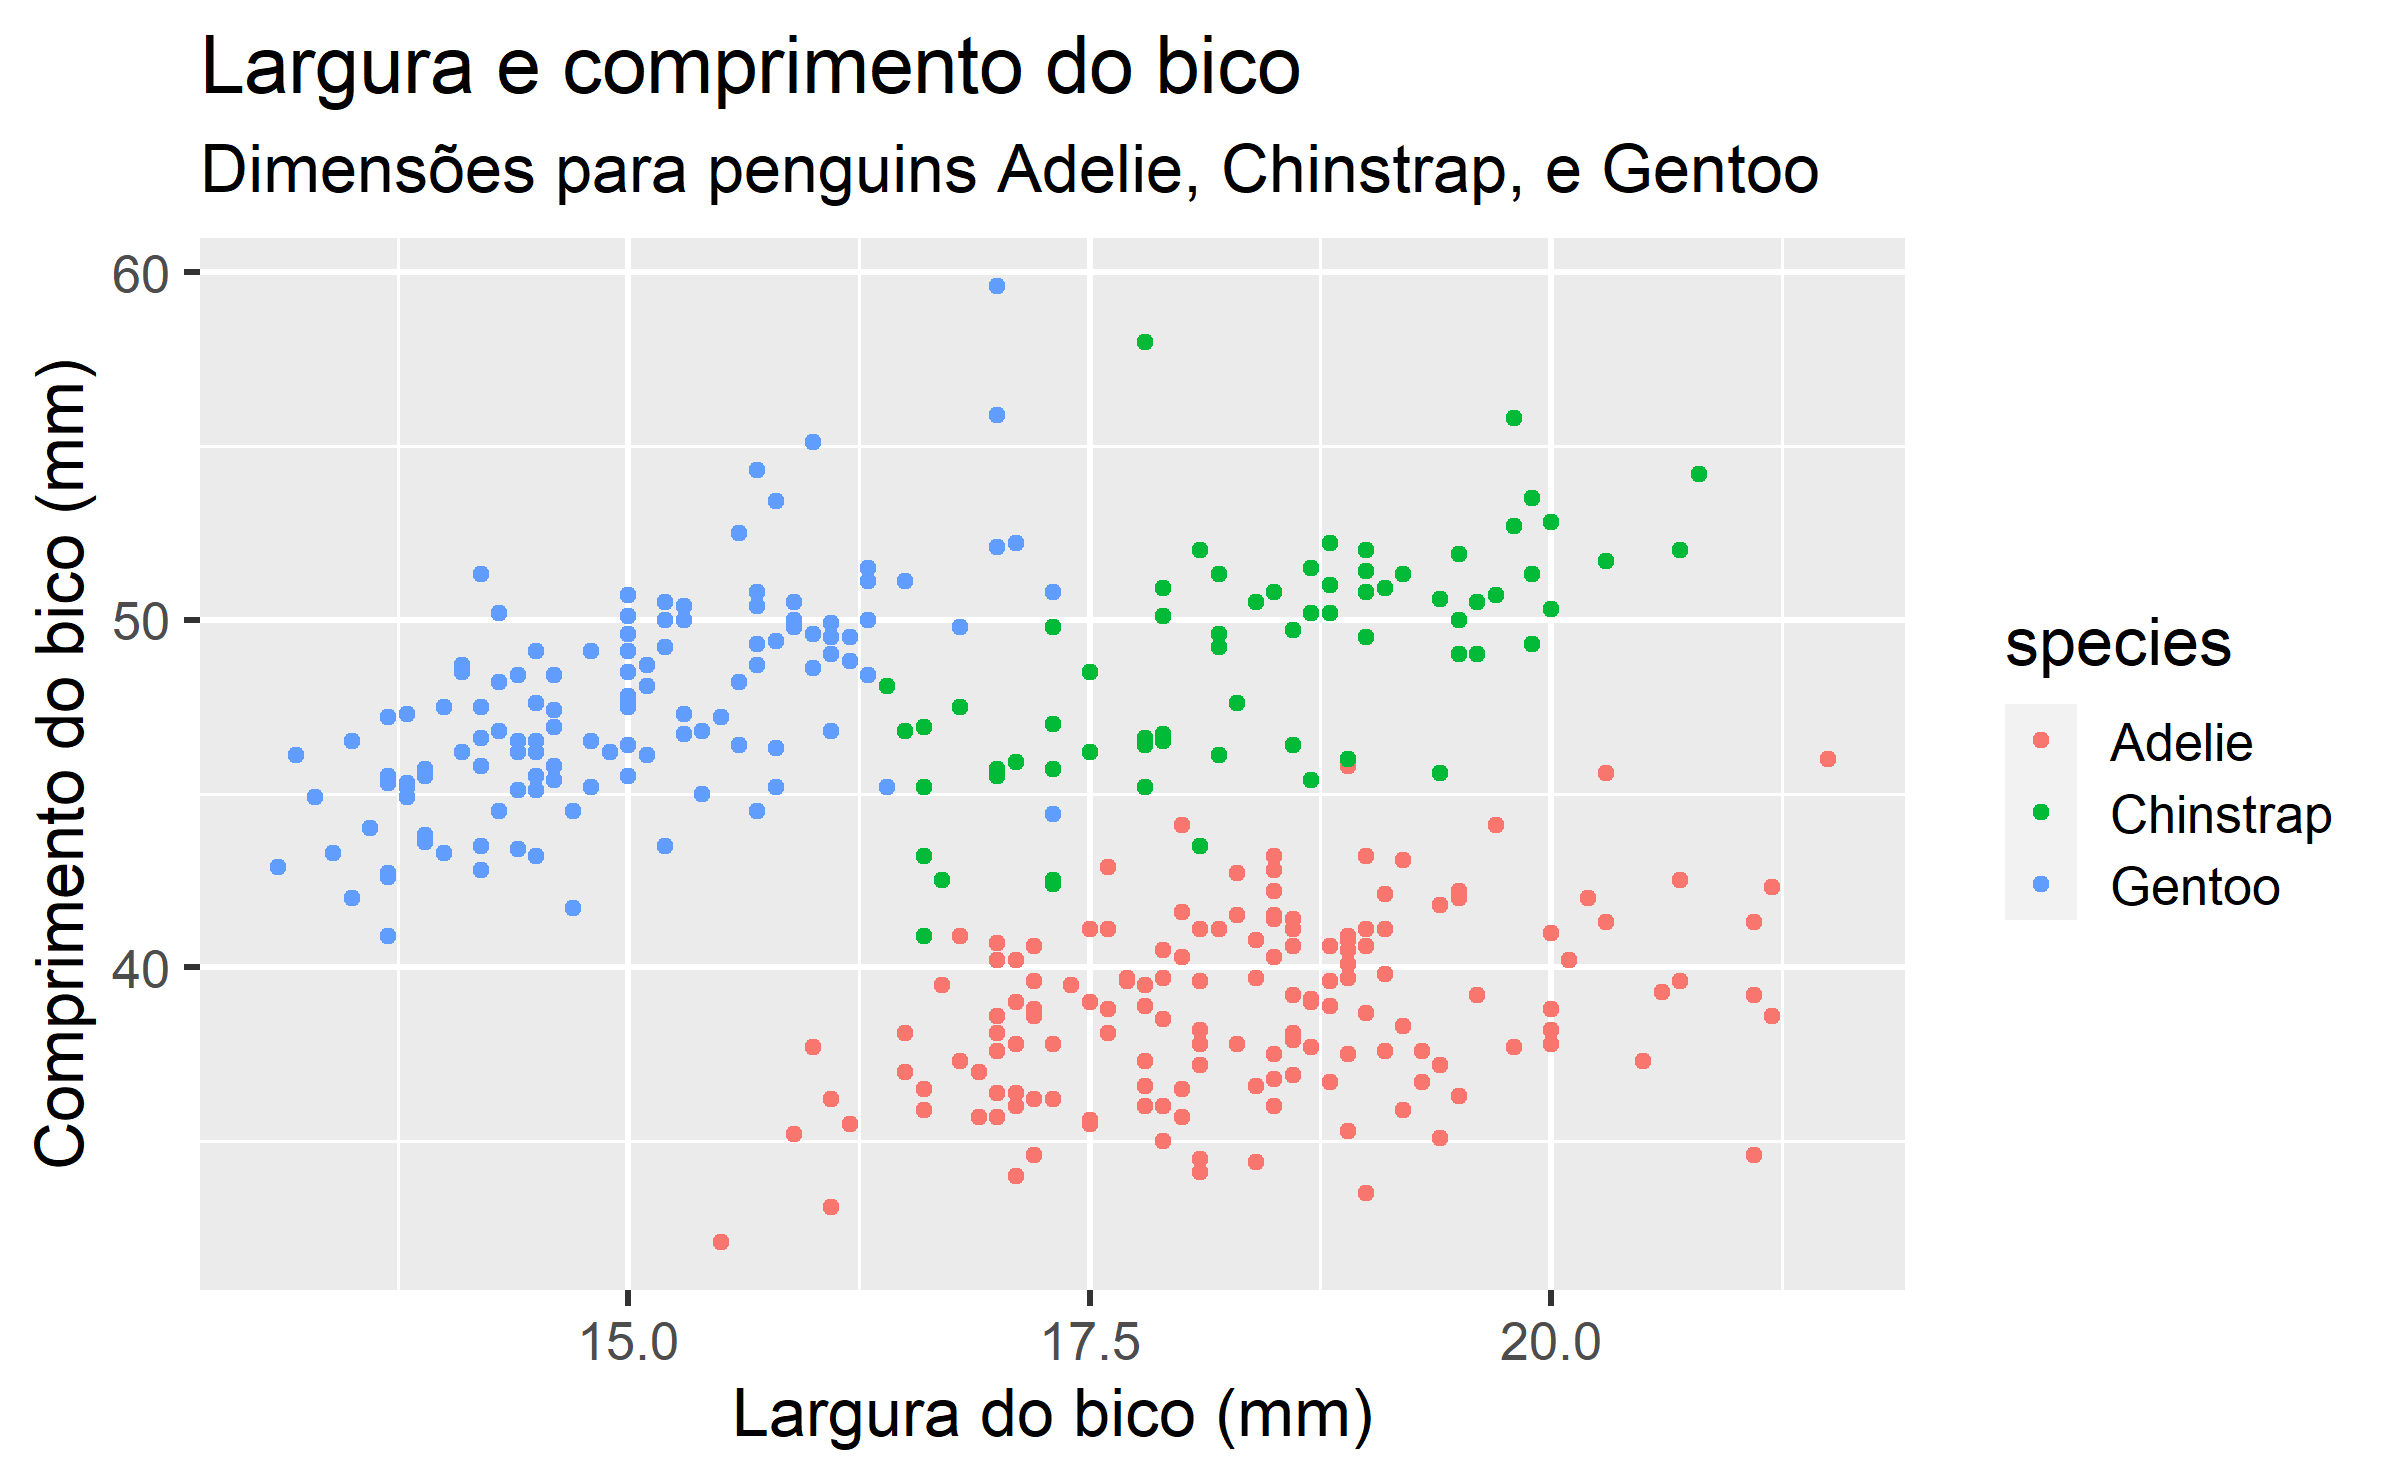 Largura e comprimento do bico
Dimensões para penguins Adelie, Chinstrap, e Gentoo
Comprimento do bico (mm)
60
50
40
15.0
17.5
20.0
Largura do bico (mm)
species
Adelie
Chinstrap
Gentoo